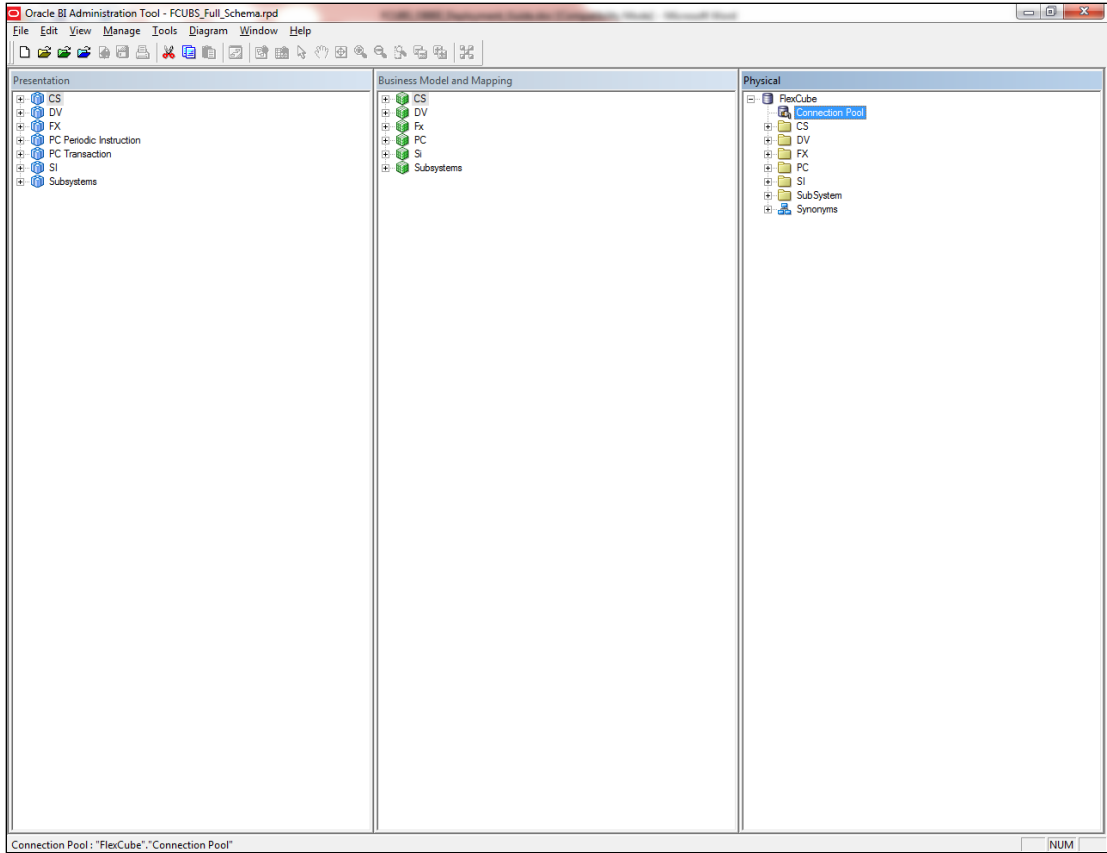 Oracle BI Administration Tool - FCUBS_Full_Schema.rpd
File Edit View Manage Tools Diagram Window Help
Presentation
CS
DV
FX
PC Periodic Instruction
PC Transaction
SI
Subsystems
Business Model and Mapping
CS
DV
Fx
PC
Si
Subsystems
Physical
FlexCube
Connection Pool
CS
DV
FX
PC
SI
SubSystem
Synonyms
Connection Pool : "FlexCube"."Connection Pool"
NUM